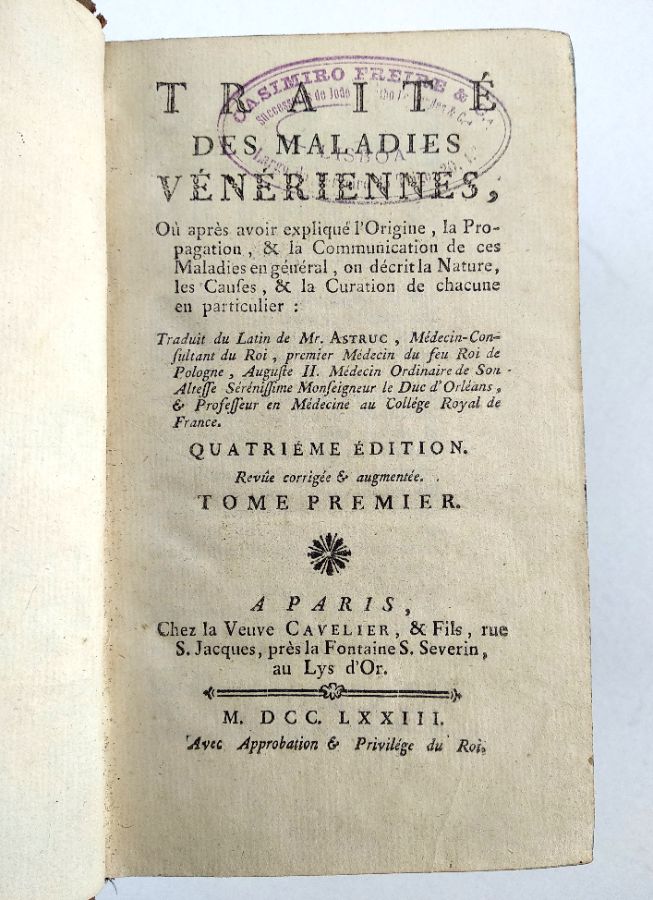 TRAITÉ
CASIMIRO FREIRE & C.ª
Successores de João
DES MALADIES
LISBOA
VÉNÉRIENNES,
Où après avoir expliqué l'Origine, la Pro-
pagation, & la Communication de ces
Maladies en général, on décrit la Nature,
les Cauſes, & la Curation de chacune
en particulier :
Traduit du Latin de Mr. ASTRUC, Médecin-Con-
ſultant du Roi, premier Médecin du feu Roi de
Pologne, Auguſte II. Médecin Ordinaire de Son
Alteſſe Séréniſſime Monſeigneur le Duc d'Orléans,
& Profeſſeur en Médecine au Collége Royal de
France.
QUATRIÉME ÉDITION.
Revûe corrigée & augmentée.
TOME PREMIER.
A PARIS,
Chez la Veuve CAVELIER, & Fils, rue
S. Jacques, près la Fontaine S. Severin,
au Lys d'Or.
M. DCC. LXXIII.
Avec Approbation & Privilége du Roi.